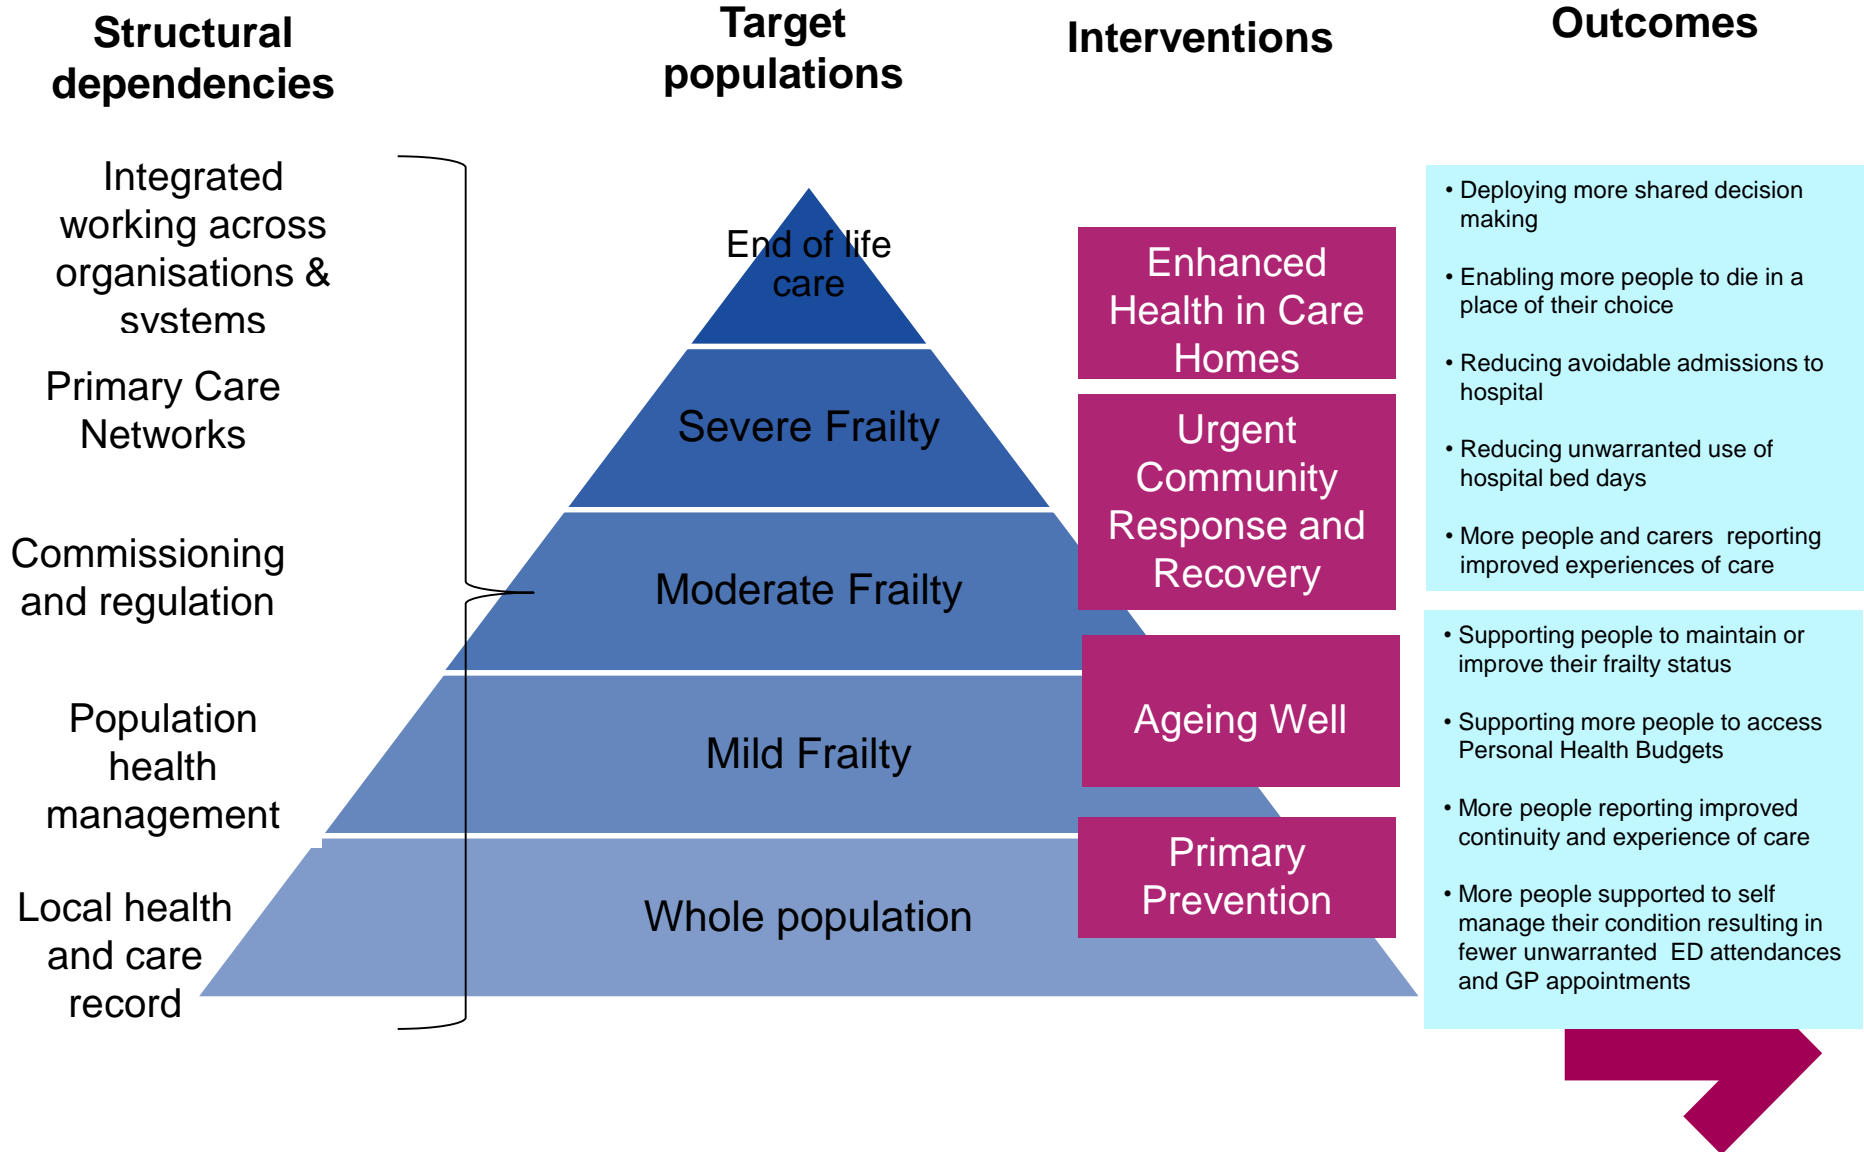 Structural
dependencies
Target
populations
Interventions
Outcomes
Integrated
working across
organisations &
systems
Primary Care
Networks
Commissioning
and regulation
Population
health
management
Local health
and care
record
End of life
care
Severe Frailty
Moderate Frailty
Mild Frailty
Whole population
Enhanced
Health in Care
Homes
Urgent
Community
Response and
Recovery
Ageing Well
Primary
Prevention
• Deploying more shared decision
making
• Enabling more people to die in a
place of their choice
• Reducing avoidable admissions to
hospital
• Reducing unwarranted use of
hospital bed days
• More people and carers reporting
improved experiences of care
• Supporting people to maintain or
improve their frailty status
• Supporting more people to access
Personal Health Budgets
• More people reporting improved
continuity and experience of care
• More people supported to self
manage their condition resulting in
fewer unwarranted ED attendances
and GP appointments